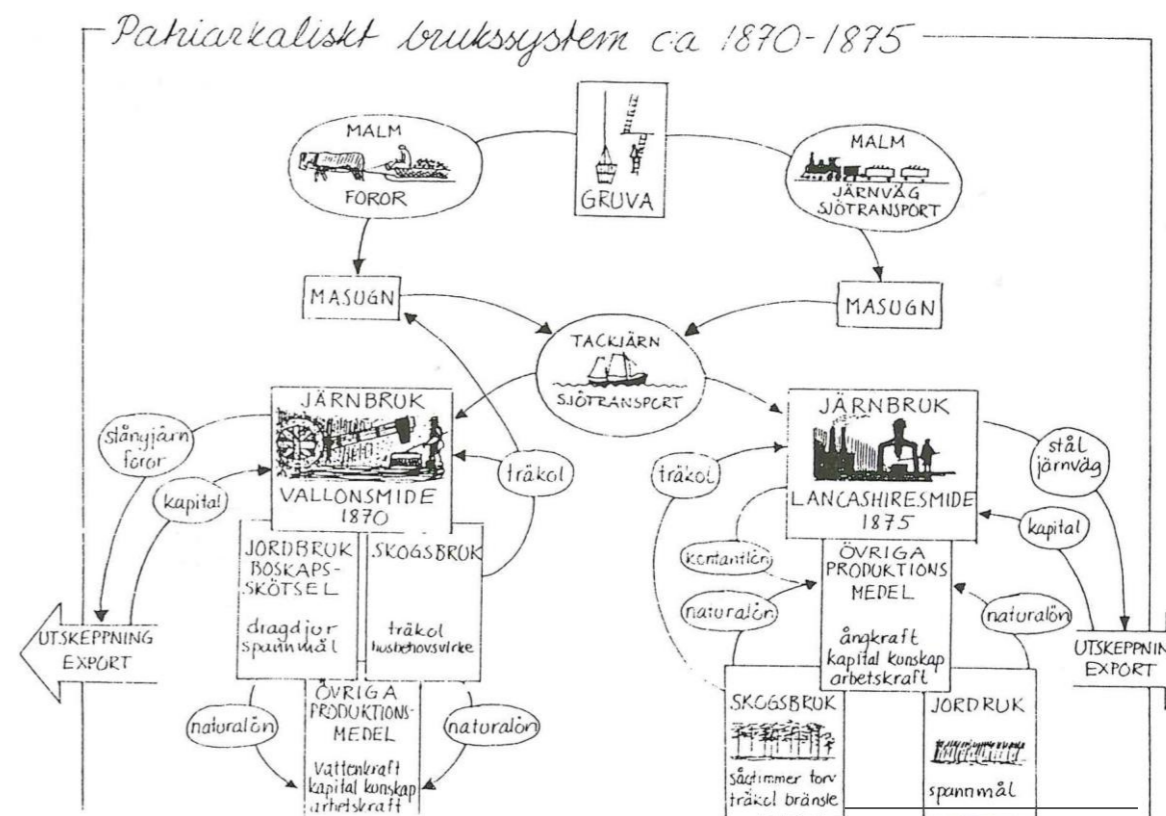 Patriarkaliskt brukssystem ca 1870-1875
MALM
FOROR
GRUVA
MALM
JÄRNVÄG
SJÖTRANSPORT
MASUGN
MASUGN
TACKJÄRN
SJÖTRANSPORT
JÄRNBRUK
VALLONSMIDE
1870
stångjärn
foror
kapital
träkol
JORDBRUK
BOSKAPS-
SKÖTSEL
dragdjur
spannmål
SKOGSBRUK
träkol
husbehovsvirke
UTSKEPPNING
EXPORT
naturalön
naturalön
ÖVRIGA
PRODUKTIONS-
MEDEL
vattenkraft
kapital kunskap
arbetskraft
JÄRNBRUK
LANCASHIRESMIDE
1875
träkol
stål
järnväg
kapital
kontantlön
naturalön
naturalön
ÖVRIGA
PRODUKTIONS
MEDEL
ångkraft
kapital kunskap
arbetskraft
UTSKEPPNIN
EXPORT
SKOGSBRUK
sågtimmer torv
träkol bränsle
JORDRUK
spannmål